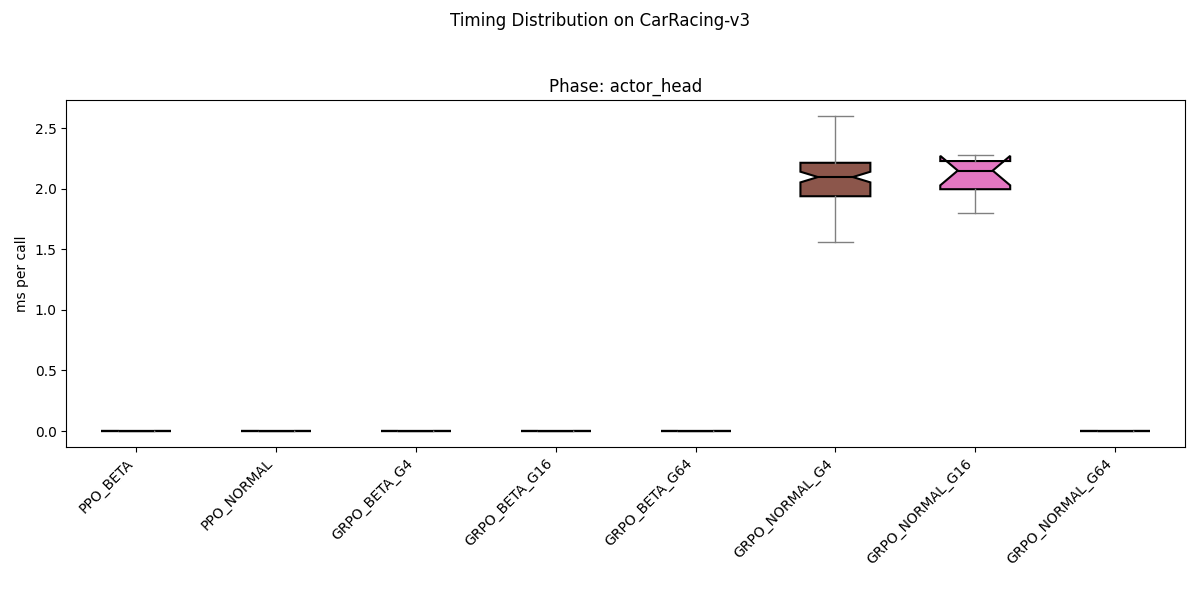 Timing Distribution on CarRacing-v3
Phase: actor_head
2.5
2.0
1.5
1.0
0.5
0.0
ms per call
PPO_BETA
PPO_NORMAL
GRPO_BETA_G4
GRPO_BETA_G16
GRPO_BETA_G64
GRPO_NORMAL_G4
GRPO_NORMAL_G16
GRPO_NORMAL_G64